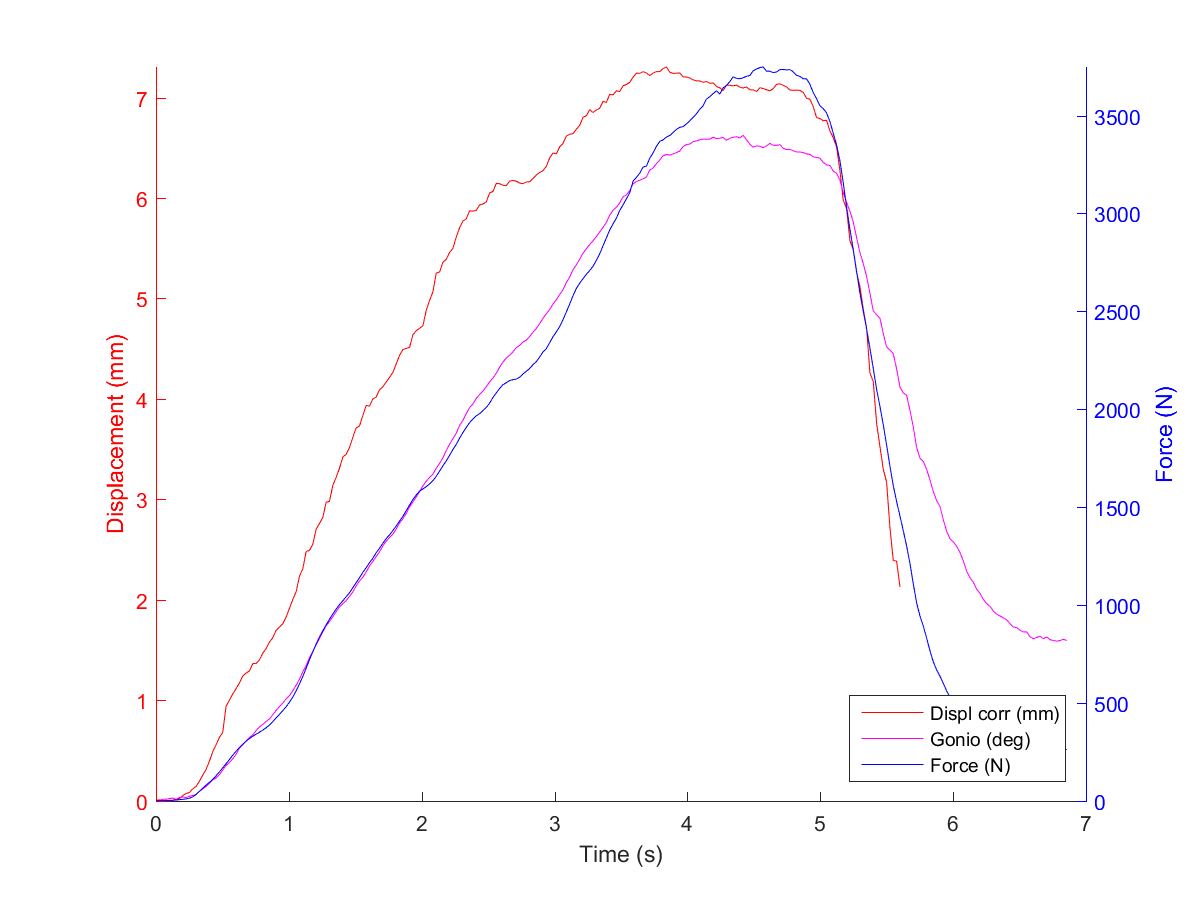 7
6
5
4
3
2
1
0
Displacement (mm)
3500
3000
2500
2000
1500
1000
500
0
Force (N)
Displ corr (mm)
Gonio (deg)
Force (N)
0 1 2 3 4 5 6 7
Time (s)